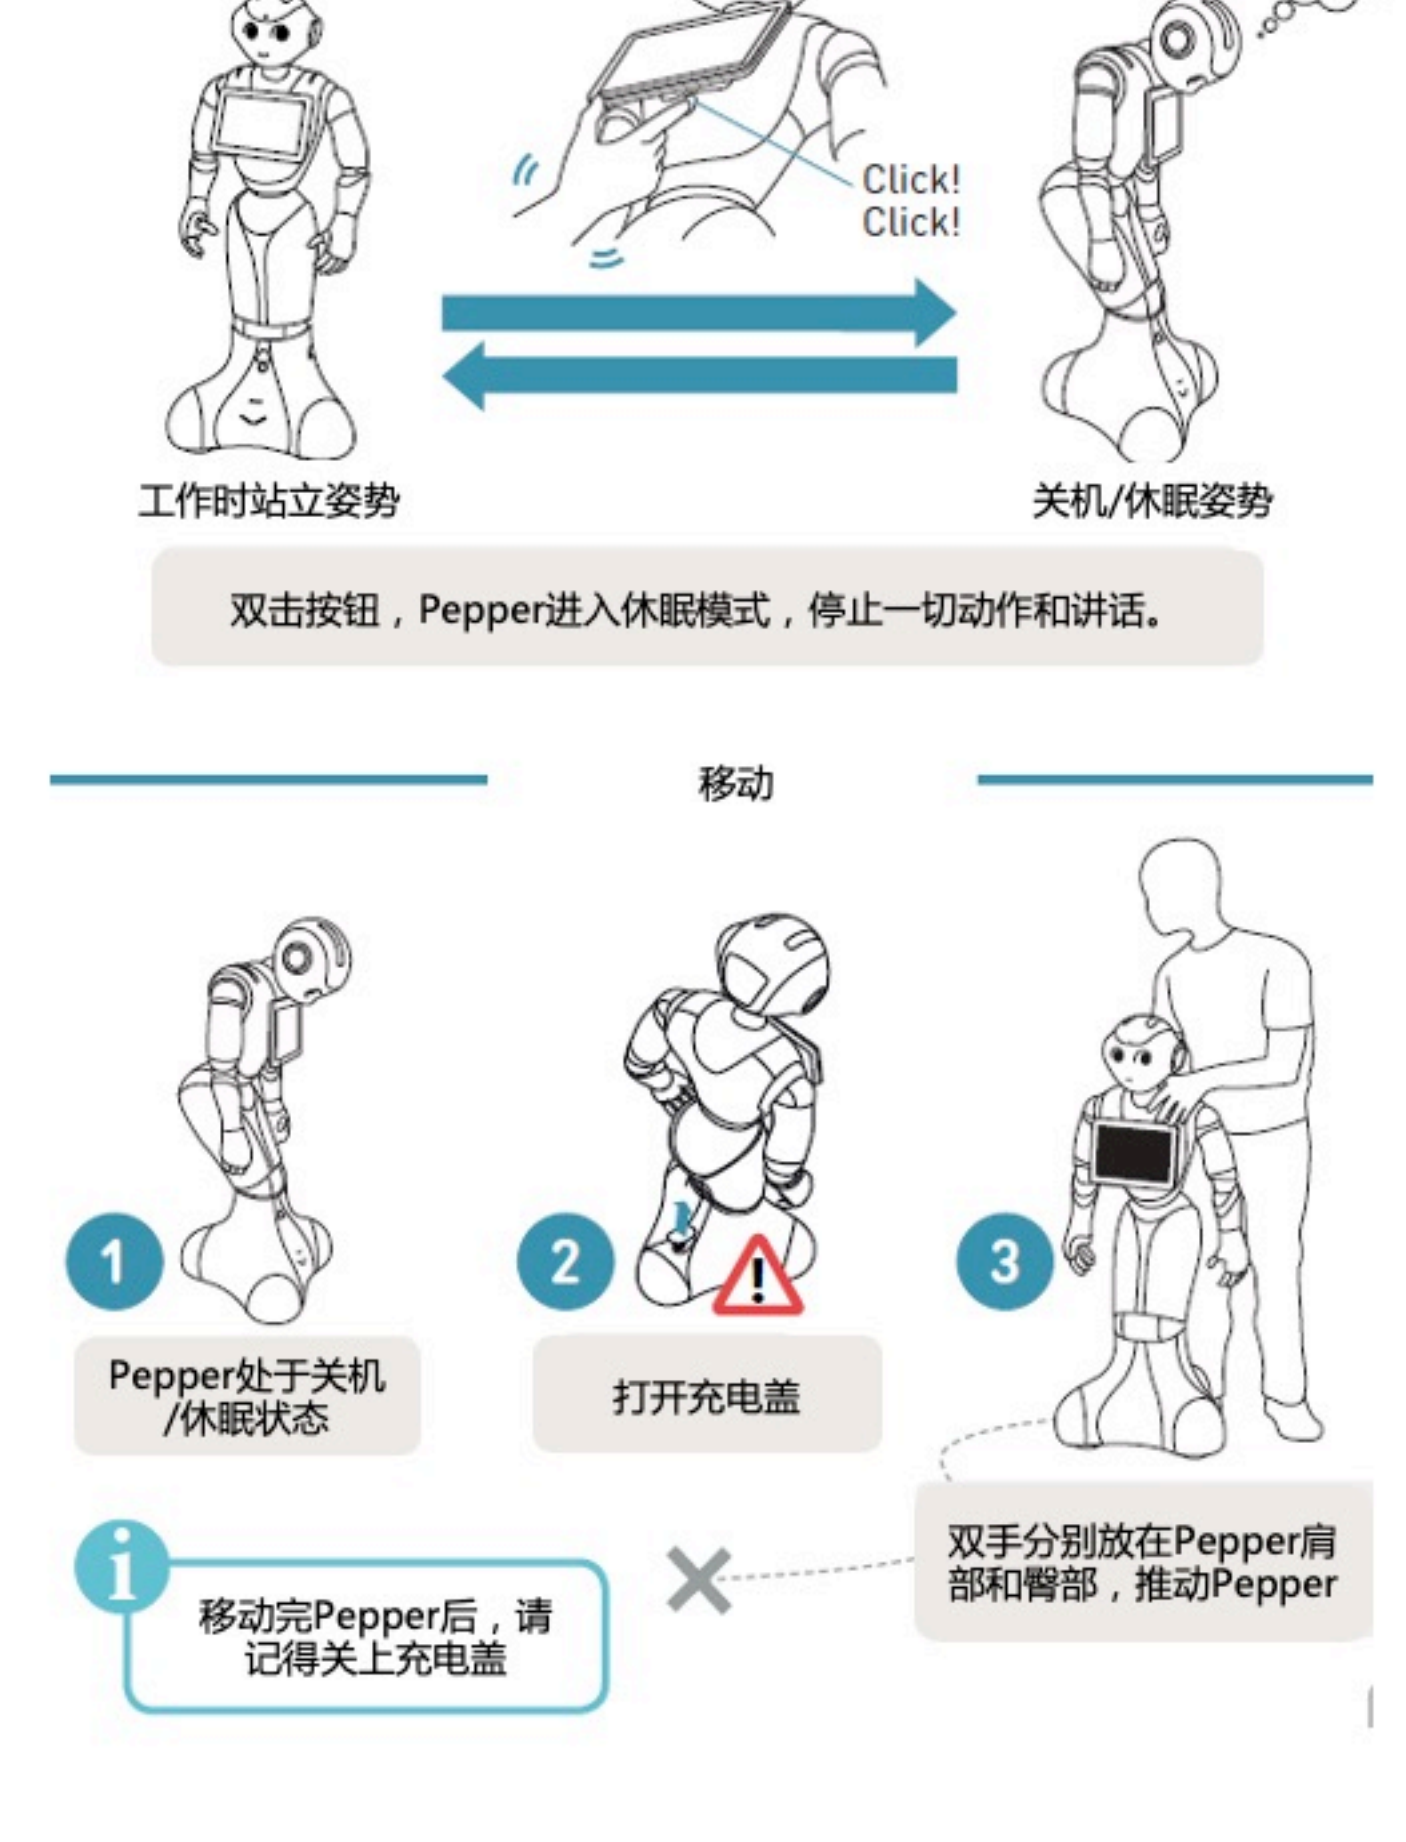 Click!
Click!
工作时站立姿势
关机/休眠姿势
双击按钮，Pepper进入休眠模式，停止一切动作和讲话。
移动
1
2
3
Pepper处于关机
/休眠状态
打开充电盖
双手分别放在Pepper肩
部和臀部，推动Pepper
i
移动完Pepper后，请
记得关上充电盖